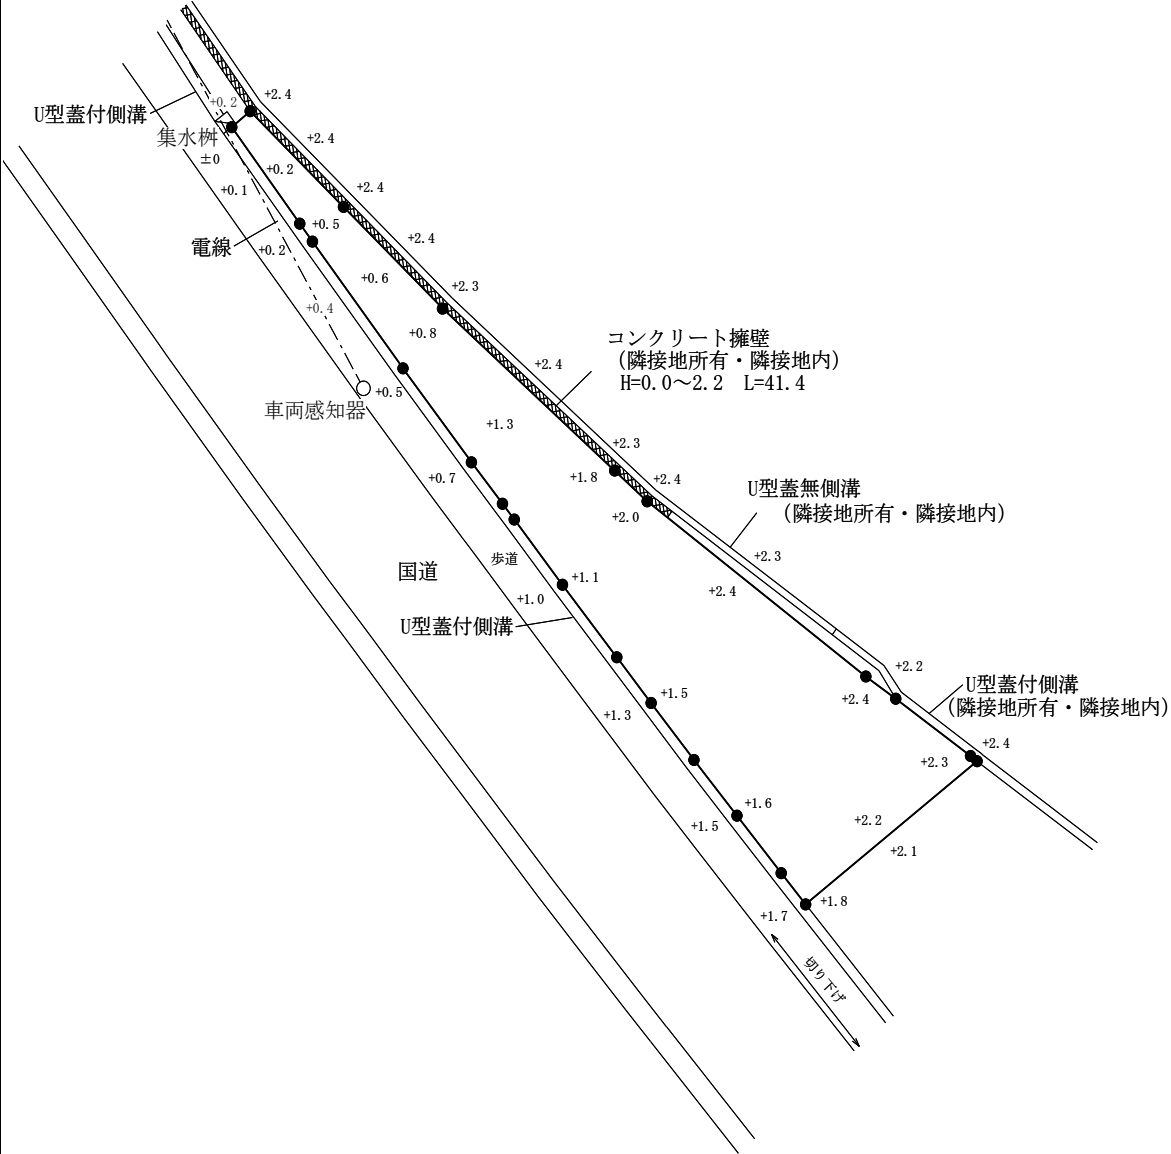 +2.4
+0.2
U型蓋付側溝
+2.4
集水桝
±0
+0.2
+2.4
+0.1
+0.5
+2.4
電線
+0.2
+0.6
+2.3
+0.4
+0.8
コンクリート擁壁
(隣接地所有・隣接地内)
H=0.0～2.2 L=41.4
+2.4
+0.5
車両感知器
+1.3
+2.3
+0.7
+1.8
+2.4
U型蓋無側溝
(隣接地所有・隣接地内)
+2.0
+2.3
歩道
国道
+1.1
+2.4
+1.0
U型蓋付側溝
+2.2
U型蓋付側溝
(隣接地所有・隣接地内)
+1.5
+2.4
+1.3
+2.4
+2.3
+1.6
+2.2
+1.5
+2.1
+1.8
+1.7
切り下げ